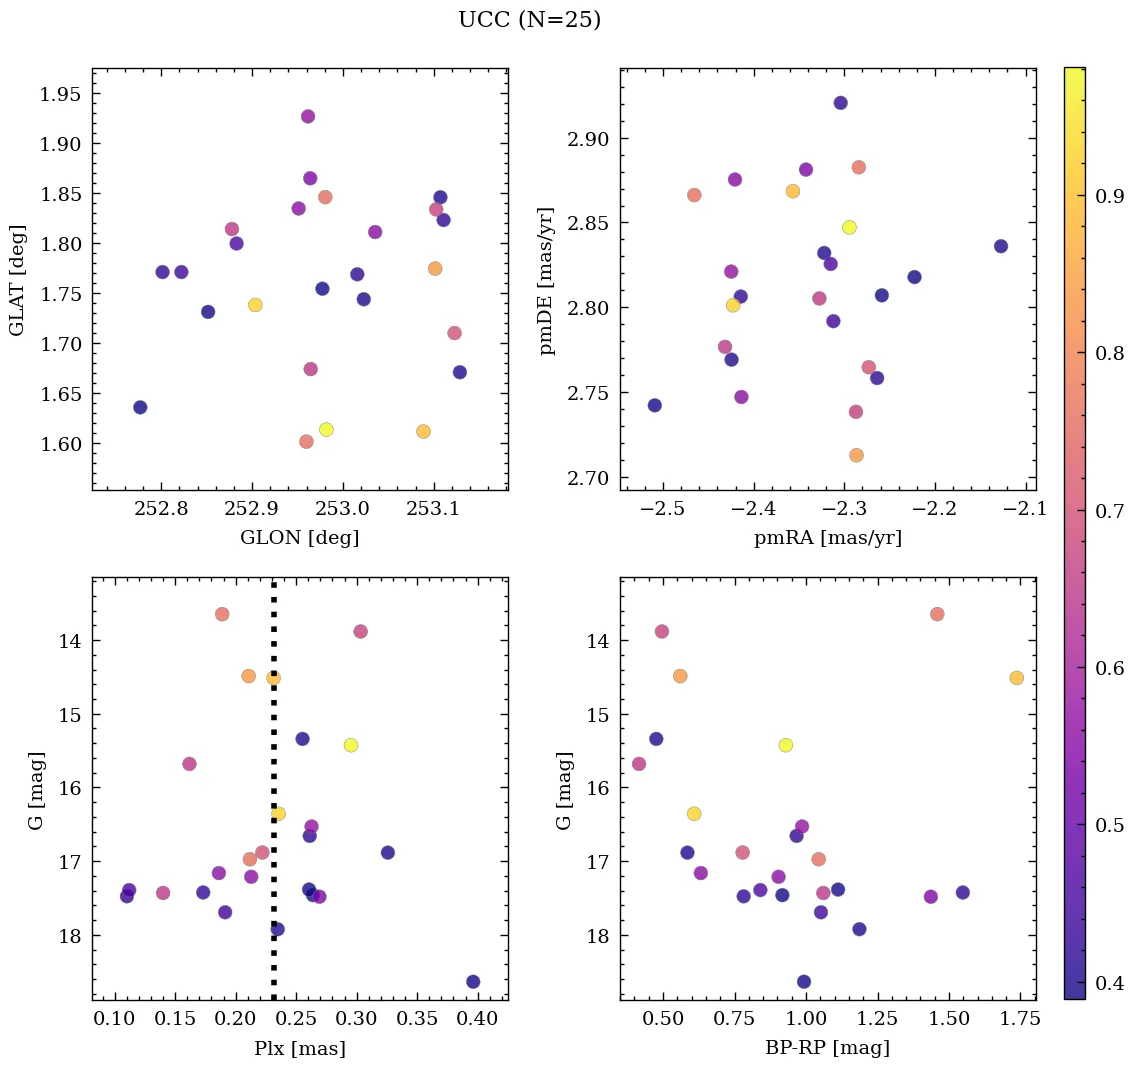 UCC (N=25)
1.95
1.90
1.85
1.80
1.75
1.70
1.65
1.60
GLAT [deg]
252.8 252.9 253.0 253.1
GLON [deg]
2.90
2.85
2.80
2.75
2.70
pmDE [mas/yr]
−2.5 −2.4 −2.3 −2.2 −2.1
pmRA [mas/yr]
14
15
16
17
18
G [mag]
0.10 0.15 0.20 0.25 0.30 0.35 0.40
Plx [mas]
14
15
16
17
18
G [mag]
0.50 0.75 1.00 1.25 1.50 1.75
BP-RP [mag]
0.9
0.8
0.7
0.6
0.5
0.4